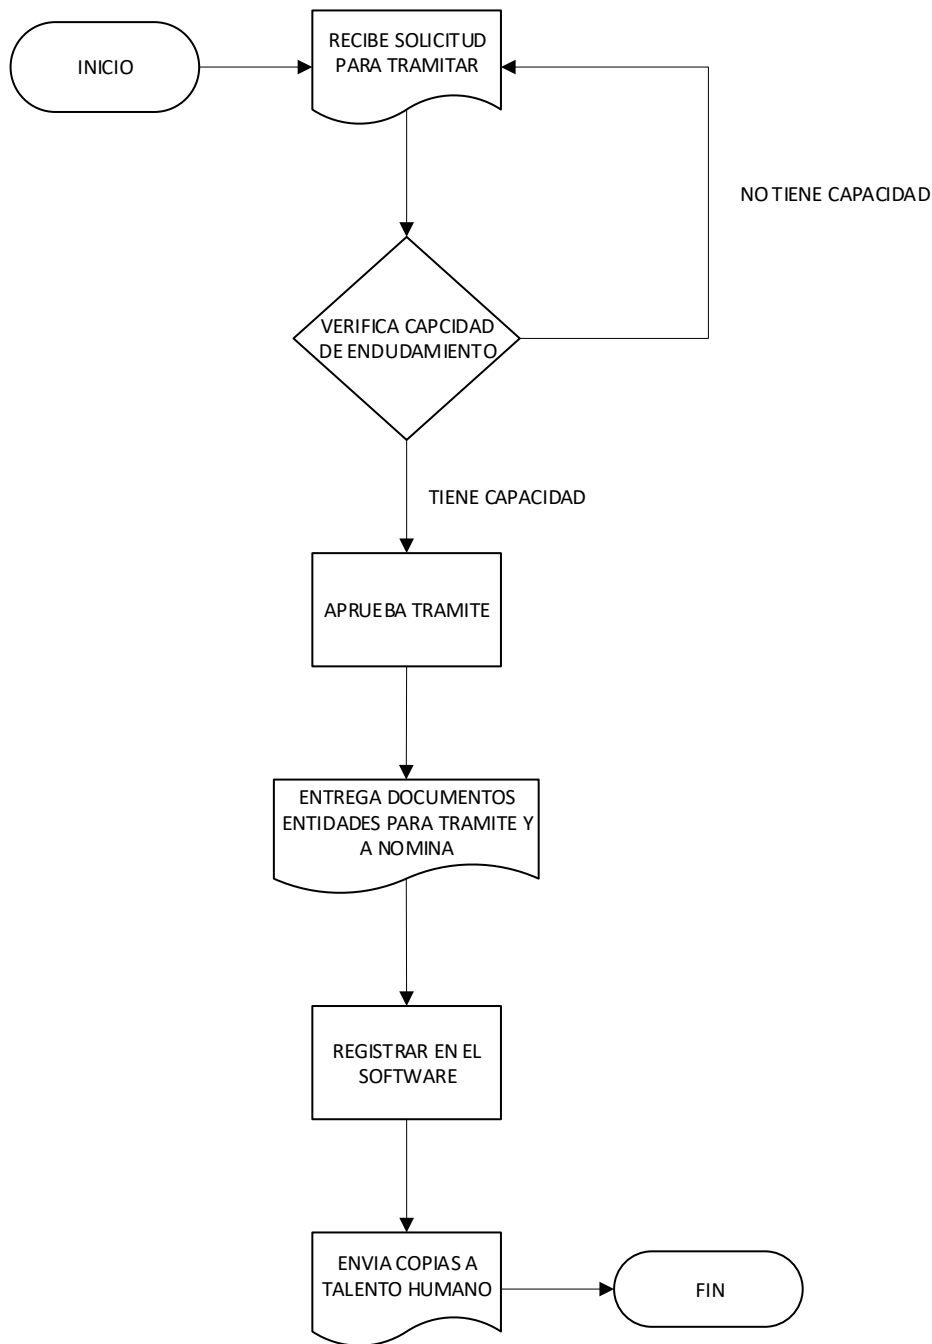 INICIO
RECIBE SOLICITUD
PARA TRAMITAR
NO TIENE CAPACIDAD
VERIFICA CAPCIDAD
DE ENDUDAMIENTO
TIENE CAPACIDAD
APRUEBA TRAMITE
ENTREGA DOCUMENTOS
ENTIDADES PARA TRAMITE Y
A NOMINA
REGISTRAR EN EL
SOFTWARE
ENVIA COPIAS A
TALENTO HUMANO
FIN